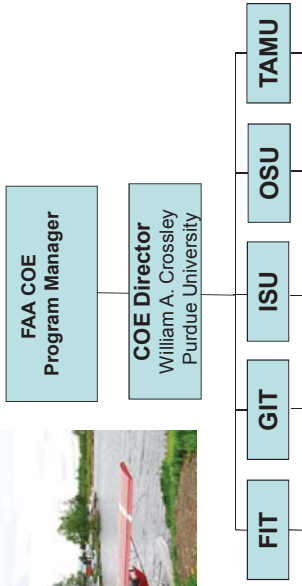 FAA COE
Program Manager
COE Director
William A. Crossley
Purdue University
FIT
GIT
ISU
OSU
TAMU